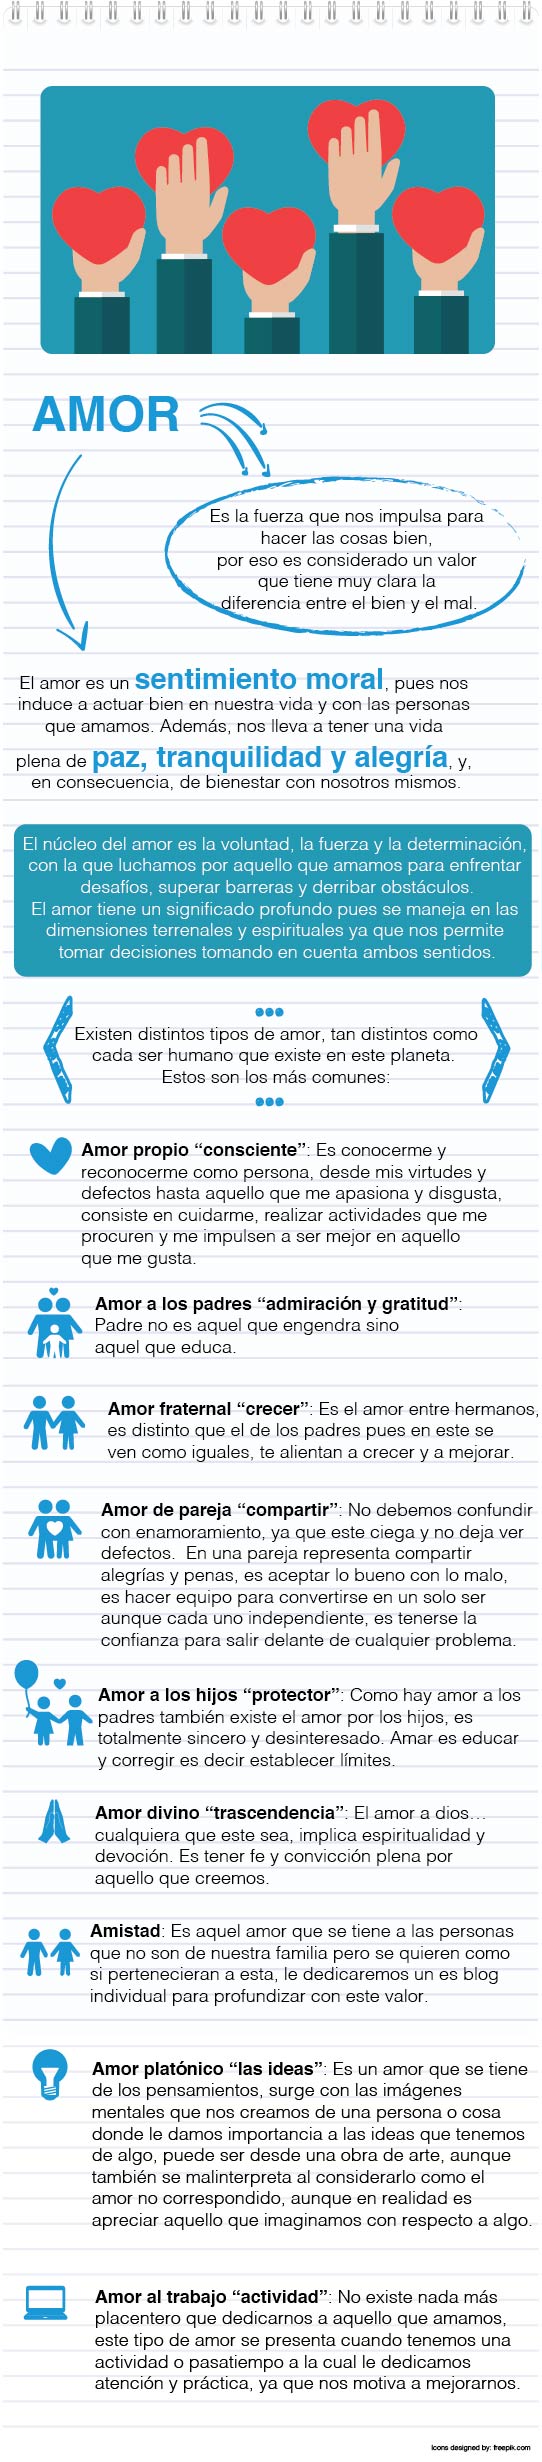 AMOR
Es la fuerza que nos impulsa para
hacer las cosas bien,
por eso es considerado un valor
que tiene muy clara la
diferencia entre el bien y el mal.
El amor es un sentimiento moral, pues nos
induce a actuar bien en nuestra vida y con las personas
que amamos. Además, nos lleva a tener una vida
plena de paz, tranquilidad y alegría, y,
en consecuencia, de bienestar con nosotros mismos.
El núcleo del amor es la voluntad, la fuerza y la determinación,
con la que luchamos por aquello que amamos para enfrentar
desafíos, superar barreras y derribar obstáculos.
El amor tiene un significado profundo pues se maneja en las
dimensiones terrenales y espirituales ya que nos permite
tomar decisiones tomando en cuenta ambos sentidos.
Existen distintos tipos de amor, tan distintos como
cada ser humano que existe en este planeta.
Estos son los más comunes:
Amor propio “consciente”: Es conocerme y
reconocerme como persona, desde mis virtudes y
defectos hasta aquello que me apasiona y disgusta,
consiste en cuidarme, realizar actividades que me
procuren y me impulsen a ser mejor en aquello
que me gusta.
Amor a los padres “admiración y gratitud”:
Padre no es aquel que engendra sino
aquel que educa.
Amor fraternal “crecer”: Es el amor entre hermanos,
es distinto que el de los padres pues en este se
ven como iguales, te alientan a crecer y a mejorar.
Amor de pareja “compartir”: No debemos confundir
con enamoramiento, ya que este ciega y no deja ver
defectos. En una pareja representa compartir
alegrías y penas, es aceptar lo bueno con lo malo,
es hacer equipo para convertirse en un solo ser
aunque cada uno independiente, es tenerse la
confianza para salir delante de cualquier problema.
Amor a los hijos “protector”: Como hay amor a los
padres también existe el amor por los hijos, es
totalmente sincero y desinteresado. Amar es educar
y corregir es decir establecer límites.
Amor divino “trascendencia”: El amor a dios…
cualquiera que este sea, implica espiritualidad y
devoción. Es tener fe y convicción plena por
aquello que creemos.
Amistad: Es aquel amor que se tiene a las personas
que no son de nuestra familia pero se quieren como
si pertenecieran a esta, le dedicaremos un es blog
individual para profundizar con este valor.
Amor platónico “las ideas”: Es un amor que se tiene
de los pensamientos, surge con las imágenes
mentales que nos creamos de una persona o cosa
donde le damos importancia a las ideas que tenemos
de algo, puede ser desde una obra de arte, aunque
también se malinterpreta al considerarlo como el
amor no correspondido, aunque en realidad es
apreciar aquello que imaginamos con respecto a algo.
Amor al trabajo “actividad”: No existe nada más
placentero que dedicarnos a aquello que amamos,
este tipo de amor se presenta cuando tenemos una
actividad o pasatiempo a la cual le dedicamos
atención y práctica, ya que nos motiva a mejorarnos.
Icons designed by: freepik.com